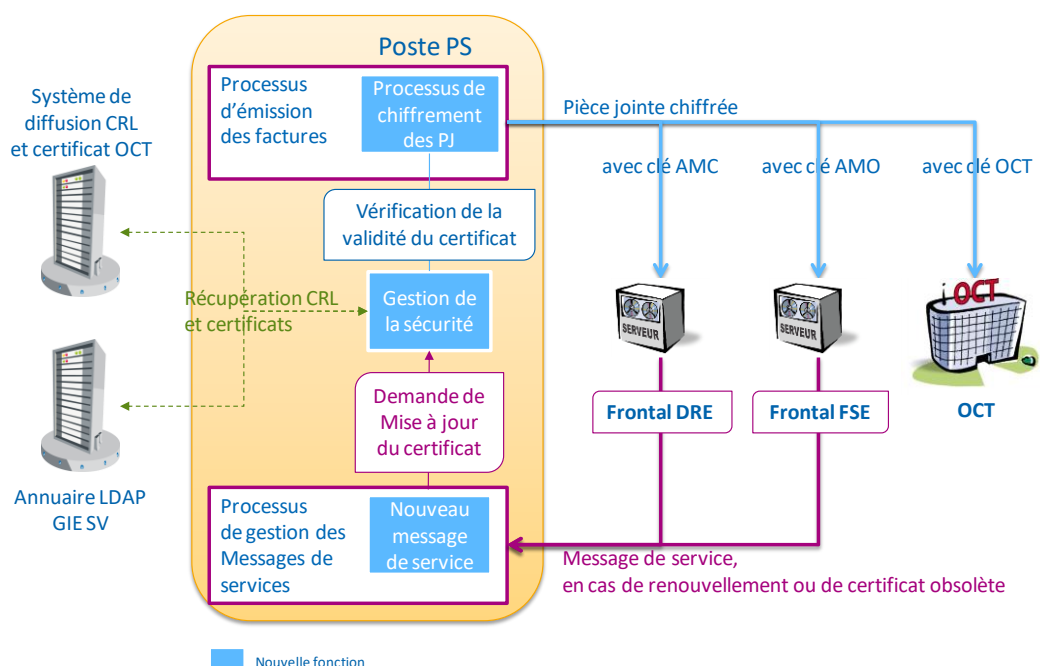 Poste PS
Système de
diffusion CRL
et certificat OCT
Processus
d'émission
des factures
Processus de
chiffrement
des PJ
Pièce jointe chiffrée
avec clé AMC
avec clé AMO
avec clé OCT
Vérification de la
validité du certificat
Récupération CRL
et certificats
Gestion de
la sécurité
SERVEUR
SERVEUR
OCT
Demande de
Mise à jour
du certificat
Frontal DRE
Frontal FSE
OCT
Annuaire LDAP
GIE SV
Processus
de gestion des
Messages de
services
Nouveau
message
de service
Message de service,
en cas de renouvellement ou de certificat obsolète
Nouvelle fonction